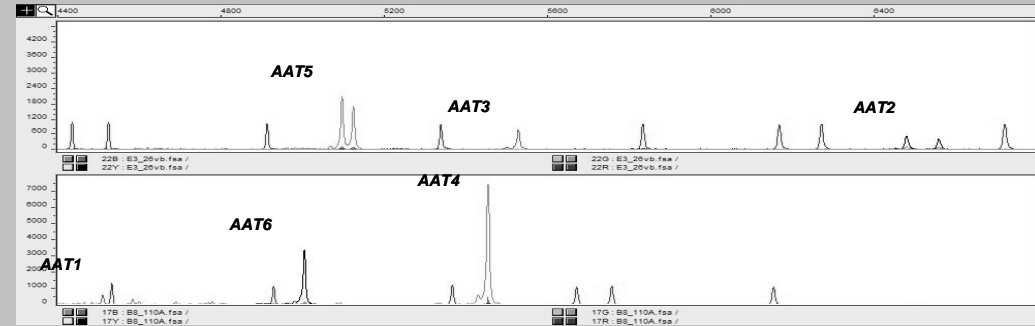 4400 4800 5200 5600 6000 6400
4200
3600
3000
2400
1800
1200
600
0
AAT5
AAT3
AAT2
22B : E3_26vb.fsa / 22G : E3_26vb.fsa /
22Y : E3_26vb.fsa / 22R : E3_26vb.fsa /
AAT4
7000
6000
5000
4000
3000
2000
1000
0
AAT6
AAT1
17B : B8_110A.fsa / 17G : B8_110A.fsa /
17Y : B8_110A.fsa / 17R : B8_110A.fsa /